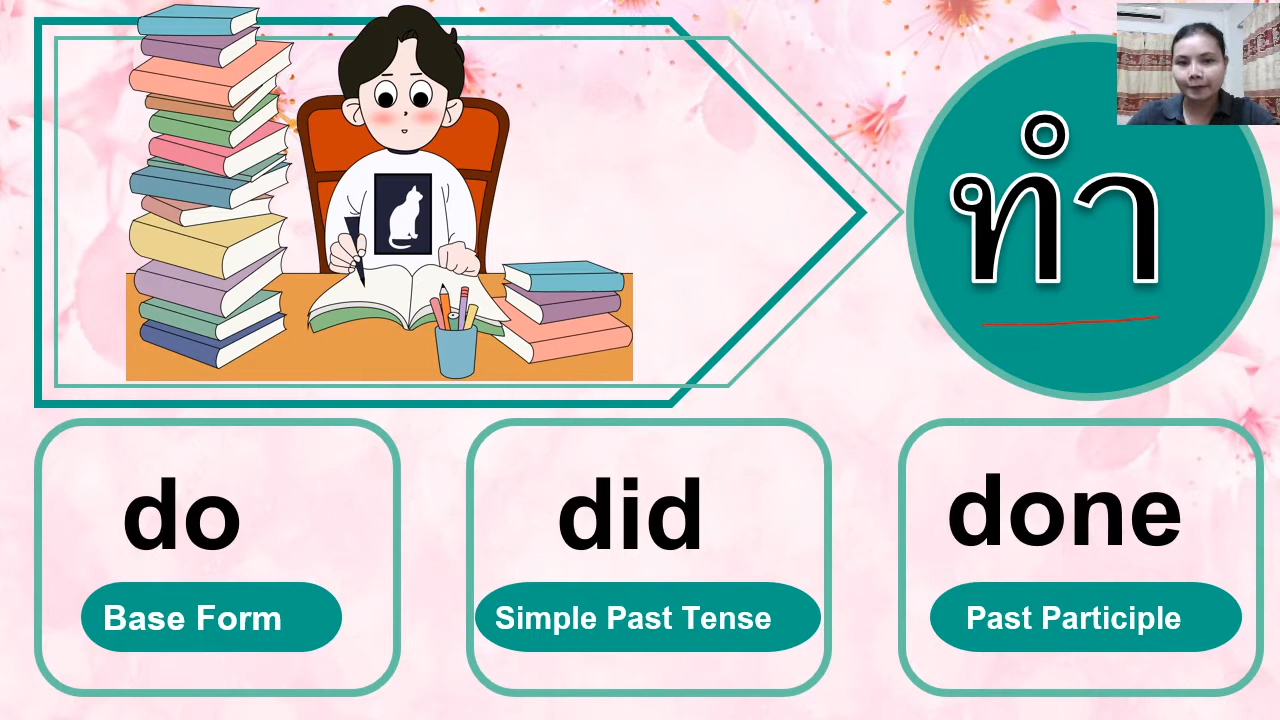 ทำ
do
did
done
Base Form
Simple Past Tense
Past Participle